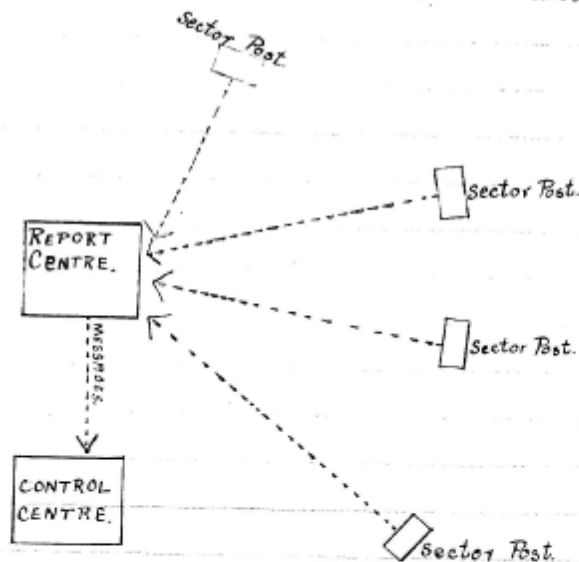 Sector Post.
Sector Post.
REPORT
CENTRE.
Sector Post.
MESSAGES.
CONTROL
CENTRE.
Sector Post.